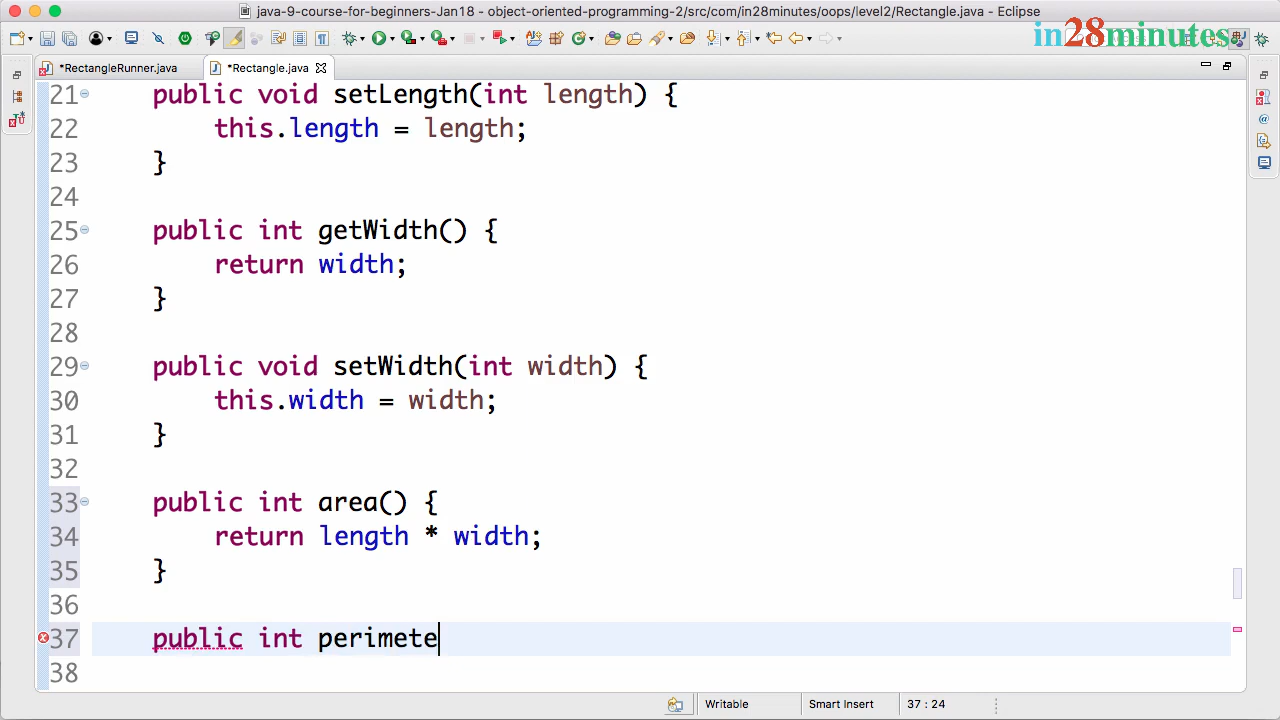 java-9-course-for-beginners-Jan18 - object-oriented-programming-2/src/com/in28minutes/oops/level2/Rectangle.java - Eclipse
in28minutes
*RectangleRunner.java *Rectangle.java
21 public void setLength(int length) {
22 this.length = length;
23 }
24
25 public int getWidth() {
26 return width;
27 }
28
29 public void setWidth(int width) {
30 this.width = width;
31 }
32
33 public int area() {
34 return length * width;
35 }
36
37 public int perimete
38
Writable Smart Insert 37 : 24